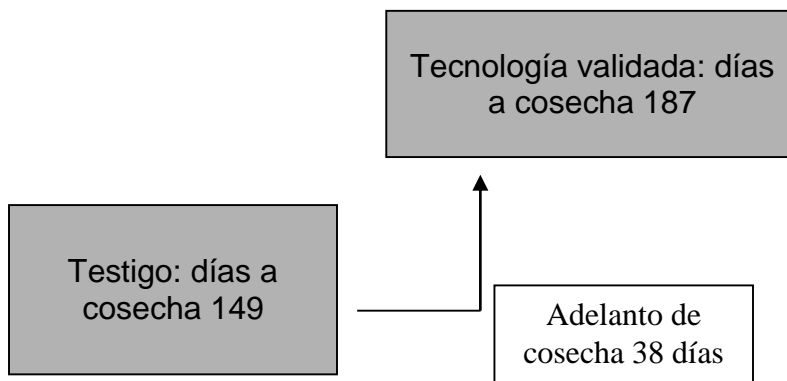 Tecnología validada: días
a cosecha 187
Testigo: días a
cosecha 149
Adelanto de
cosecha 38 días